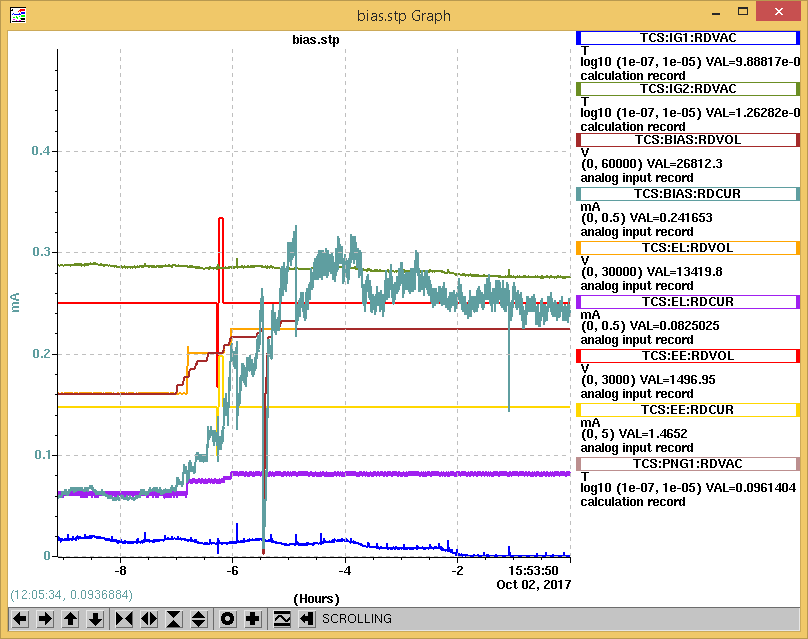 bias.stp Graph
bias.stp
TCS:IG1:RDVAC
T
log10 (1e-07, 1e-05) VAL=9.88817e-0
calculation record
TCS:IG2:RDVAC
T
log10 (1e-07, 1e-05) VAL=1.26282e-0
calculation record
TCS:BIAS:RDVOL
V
(0, 60000) VAL=26812.3
analog input record
TCS:BIAS:RDCUR
mA
(0, 0.5) VAL=0.241653
analog input record
TCS:EL:RDVOL
V
(0, 30000) VAL=13419.8
analog input record
TCS:EL:RDCUR
mA
(0, 0.5) VAL=0.0825025
analog input record
TCS:EE:RDVOL
V
(0, 3000) VAL=1496.95
analog input record
TCS:EE:RDCUR
mA
(0, 5) VAL=1.4652
analog input record
TCS:PNG1:RDVAC
T
log10 (1e-07, 1e-05) VAL=0.0961404
calculation record
0.4
0.3
0.2
0.1
0
mA
-8
-6
-4
-2
15:53:50
Oct 02, 2017
(Hours)
(12:05:34, 0.0936884)
SCROLLING